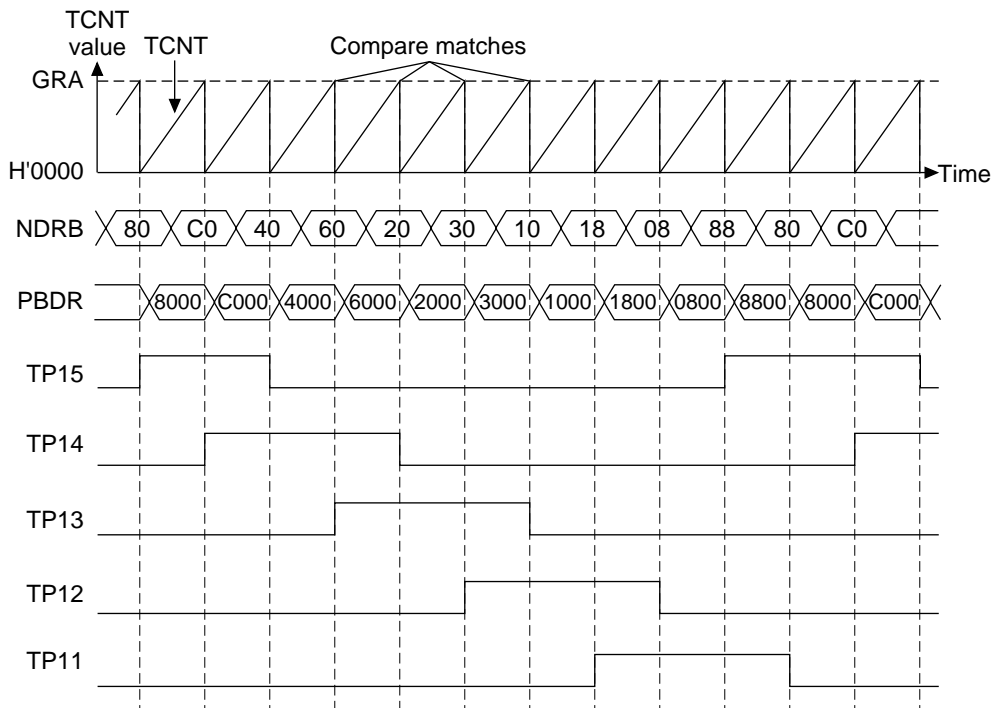 TCNT value
TCNT
Compare matches
GRA
H'0000
Time
NDRB 80 C0 40 60 20 30 10 18 08 88 80 C0
PBDR 8000 C000 4000 6000 2000 3000 1000 1800 0800 8800 8000 C000
TP15
TP14
TP13
TP12
TP11